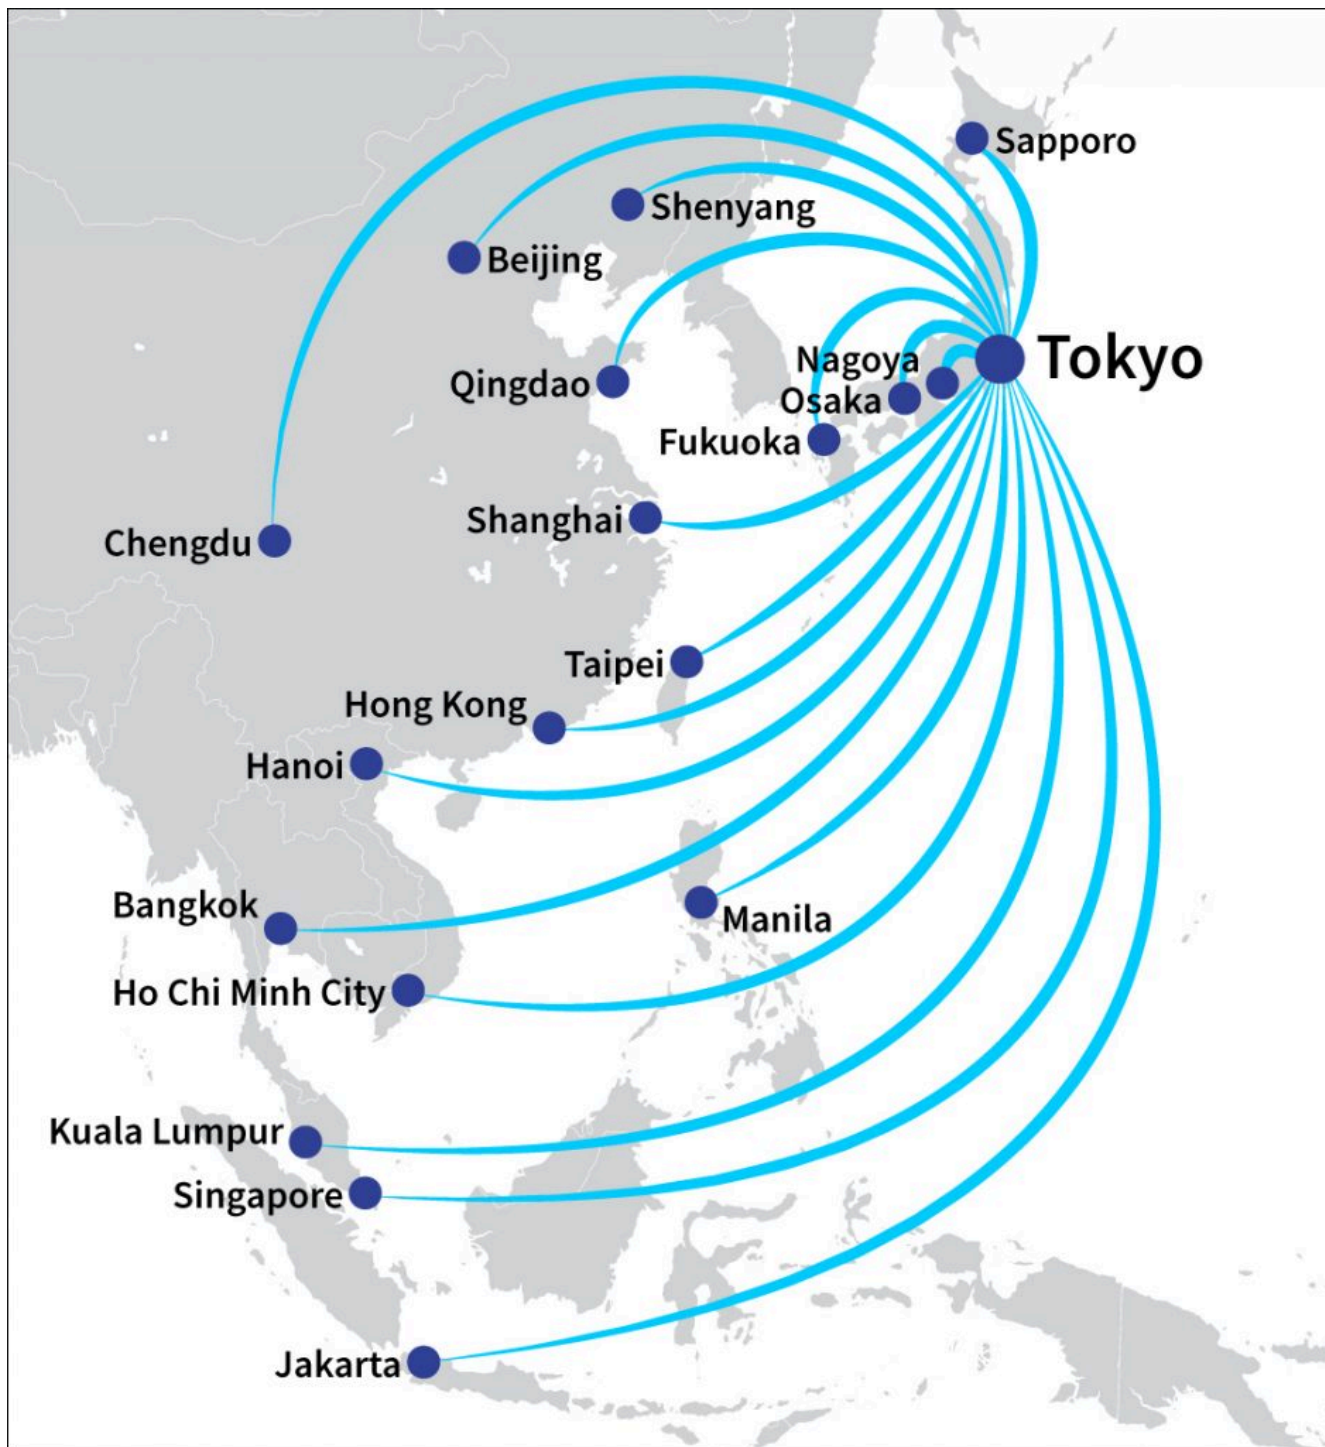 Sapporo
Shenyang
Beijing
Tokyo
Nagoya
Qingdao
Osaka
Fukuoka
Shanghai
Chengdu
Taipei
Hong Kong
Hanoi
Bangkok
Manila
Ho Chi Minh City
Kuala Lumpur
Singapore
Jakarta